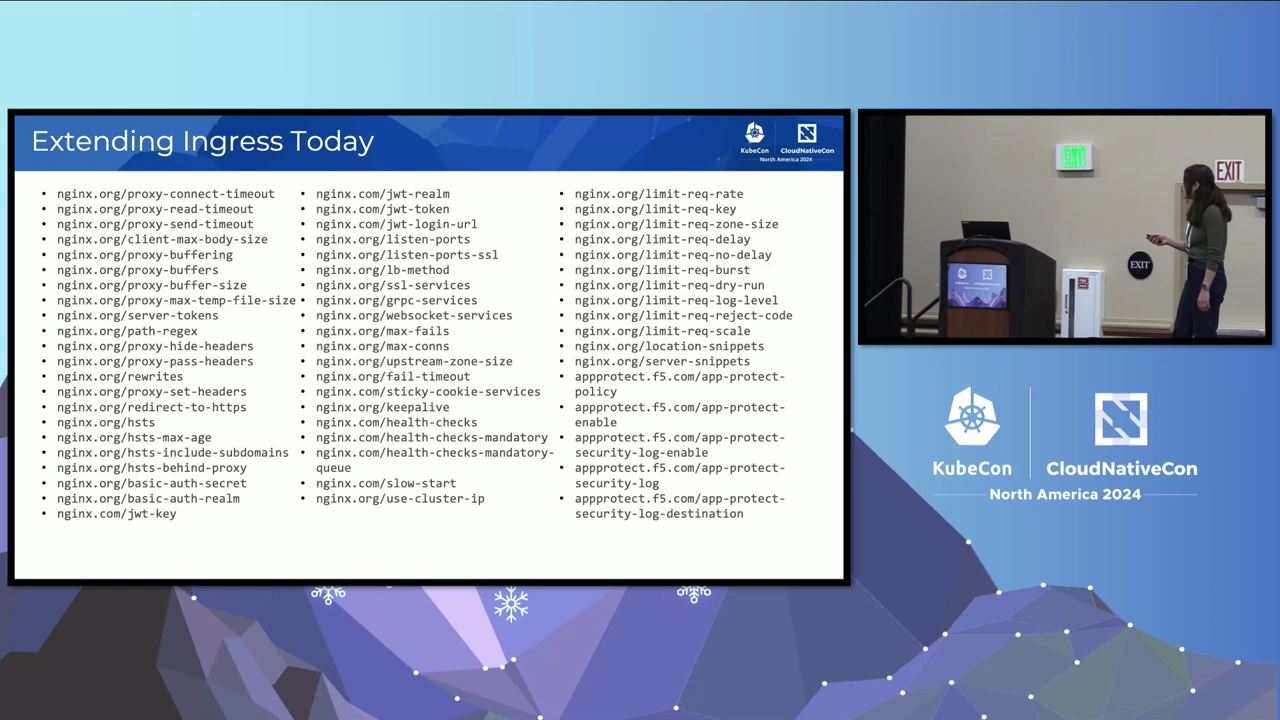 Extending Ingress Today
KubeCon
CloudNativeCon
North America 2024
• nginx.org/proxy-connect-timeout
• nginx.org/proxy-read-timeout
• nginx.org/proxy-send-timeout
• nginx.org/client-max-body-size
• nginx.org/proxy-buffering
• nginx.org/proxy-buffers
• nginx.org/proxy-buffer-size
• nginx.org/proxy-max-temp-file-size
• nginx.org/server-tokens
• nginx.org/path-regex
• nginx.org/proxy-hide-headers
• nginx.org/proxy-pass-headers
• nginx.org/rewrites
• nginx.org/proxy-set-headers
• nginx.org/redirect-to-https
• nginx.org/hsts
• nginx.org/hsts-max-age
• nginx.org/hsts-include-subdomains
• nginx.org/hsts-behind-proxy
• nginx.org/basic-auth-secret
• nginx.org/basic-auth-realm
• nginx.com/jwt-key
• nginx.com/jwt-realm
• nginx.com/jwt-token
• nginx.com/jwt-login-url
• nginx.org/listen-ports
• nginx.org/listen-ports-ssl
• nginx.org/lb-method
• nginx.org/ssl-services
• nginx.org/grpc-services
• nginx.org/websocket-services
• nginx.org/max-fails
• nginx.org/max-conns
• nginx.org/upstream-zone-size
• nginx.org/fail-timeout
• nginx.com/sticky-cookie-services
• nginx.org/keepalive
• nginx.com/health-checks
• nginx.com/health-checks-mandatory
• nginx.com/health-checks-mandatory-
queue
• nginx.com/slow-start
• nginx.org/use-cluster-ip
• nginx.org/limit-req-rate
• nginx.org/limit-req-key
• nginx.org/limit-req-zone-size
• nginx.org/limit-req-delay
• nginx.org/limit-req-no-delay
• nginx.org/limit-req-burst
• nginx.org/limit-req-dry-run
• nginx.org/limit-req-log-level
• nginx.org/limit-req-reject-code
• nginx.org/limit-req-scale
• nginx.org/location-snippets
• nginx.org/server-snippets
• appprotect.f5.com/app-protect-
policy
• appprotect.f5.com/app-protect-
enable
• appprotect.f5.com/app-protect-
security-log-enable
• appprotect.f5.com/app-protect-
security-log
• appprotect.f5.com/app-protect-
security-log-destination
EXIT
EXIT
EXIT
KubeCon
CloudNativeCon
North America 2024